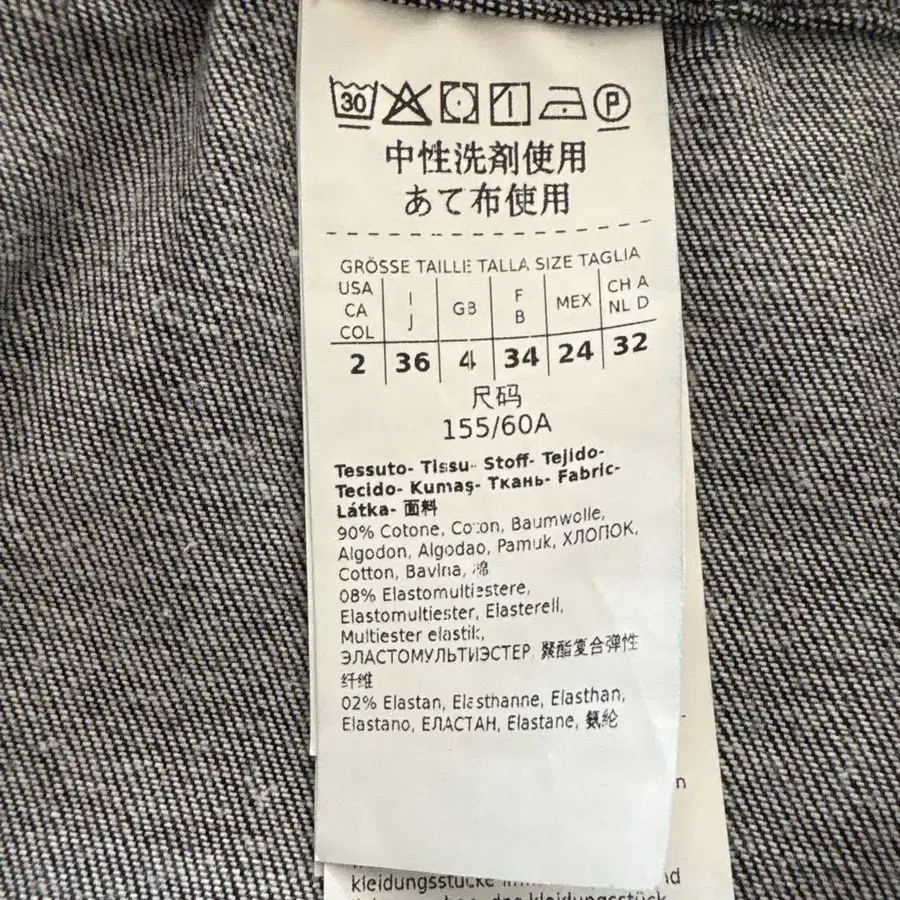 30 P
中性洗剤使用
あて布使用
GRÖSSE TAILLE TALLA SIZE TAGLIA
USA CA COL
I J
GB
F B
MEX
CH A NL D
2 36 4 34 24 32
尺码
155/60A
Tessuto- Tissu- Stoff- Tejido-
Tecido- Kumaş- Ткань- Fabric-
Látka- 面料
90% Cotone, Coton, Baumwolle,
Algodon, Algodao, Pamuk, ХЛОПОК,
Cotton, Bavlna, 棉
08% Elastomultiestere,
Elastomultiester, Elasterell,
Multiester elastik,
ЭЛАСТОМУЛЬТИЭСТЕР, 聚酯复合弹性
纤维
02% Elastan, Elasthanne, Elasthan,
Elastano, ЕЛАСТАН, Elastane, 氨纶
n
kleidungsstücke
das kleidungsstück